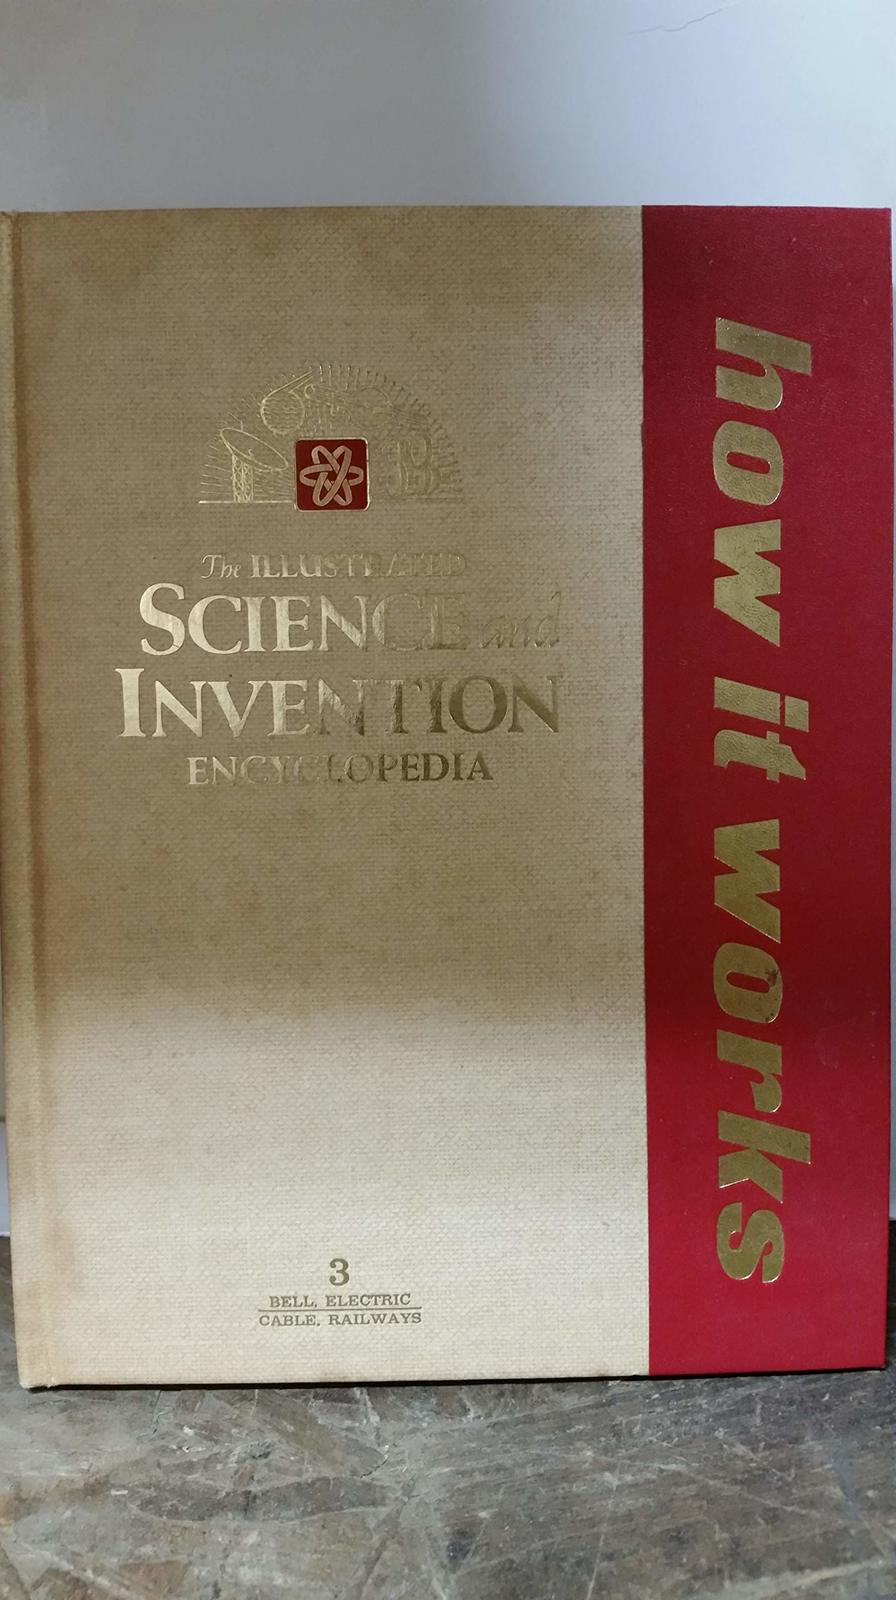 The ILLUSTRATED
SCIENCE and
INVENTION
ENCYCLOPEDIA
how it works
3
BELL, ELECTRIC
CABLE, RAILWAYS